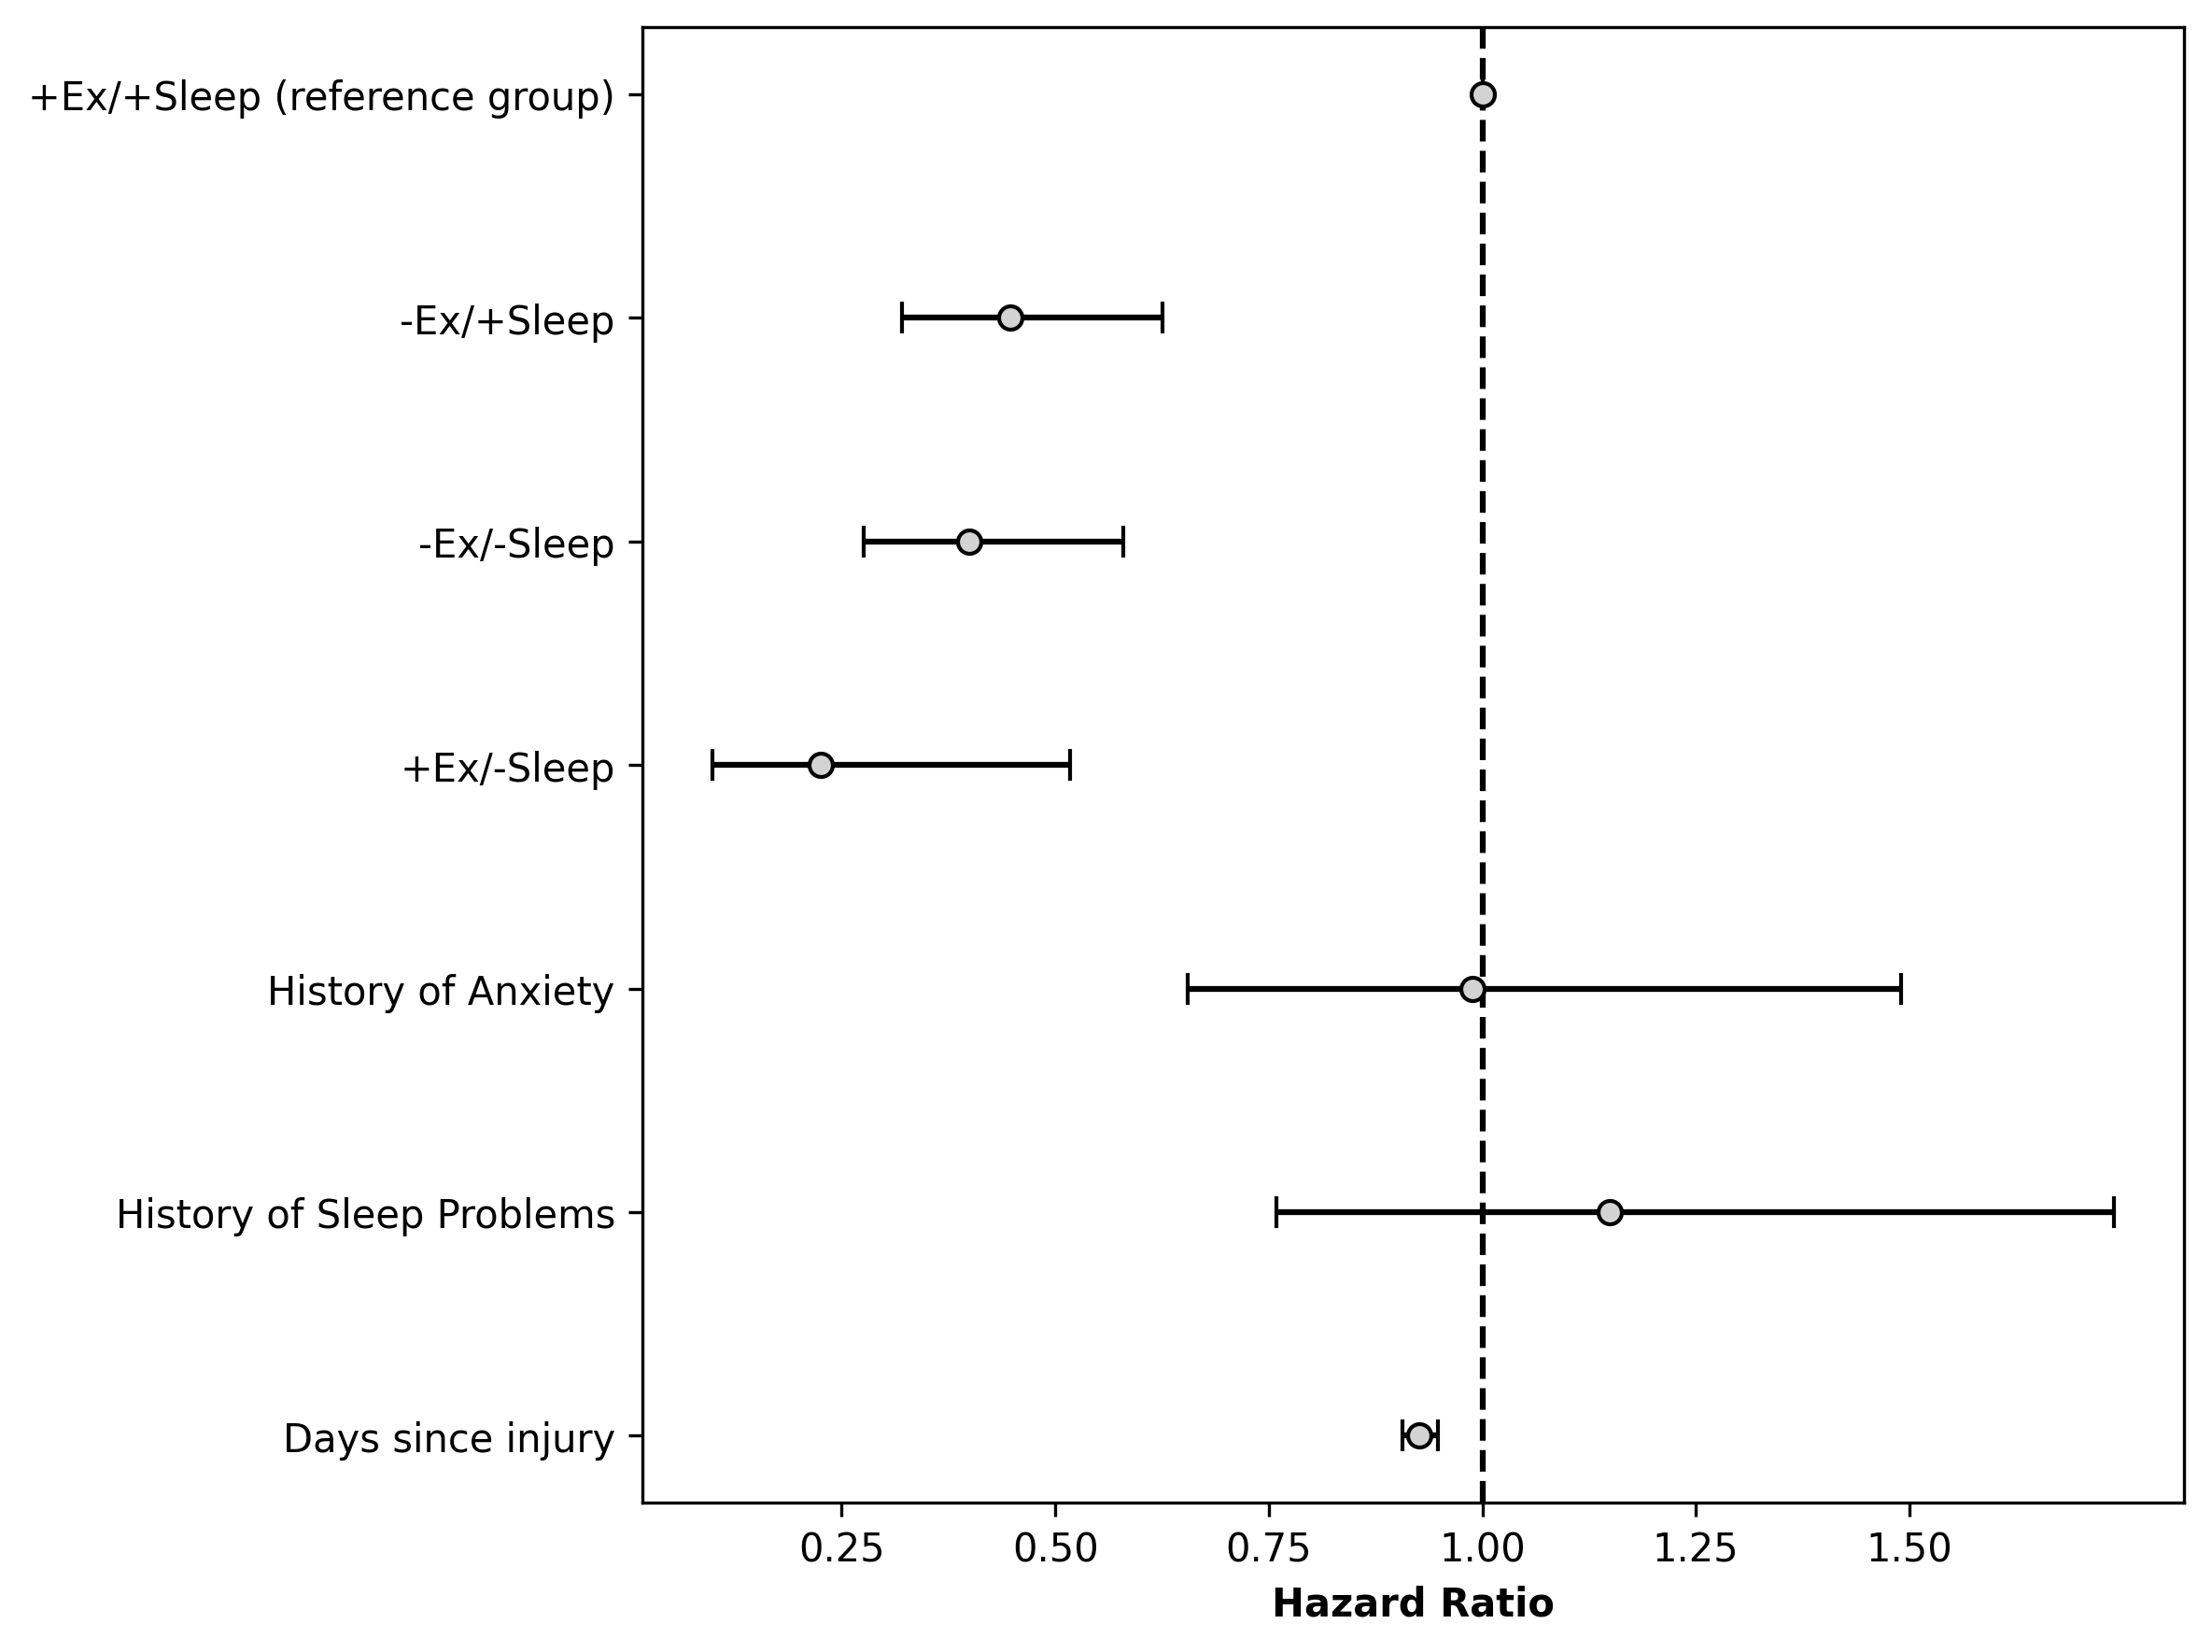 +Ex/+Sleep (reference group)
-Ex/+Sleep
-Ex/-Sleep
+Ex/-Sleep
History of Anxiety
History of Sleep Problems
Days since injury
0.25 0.50 0.75 1.00 1.25 1.50
Hazard Ratio